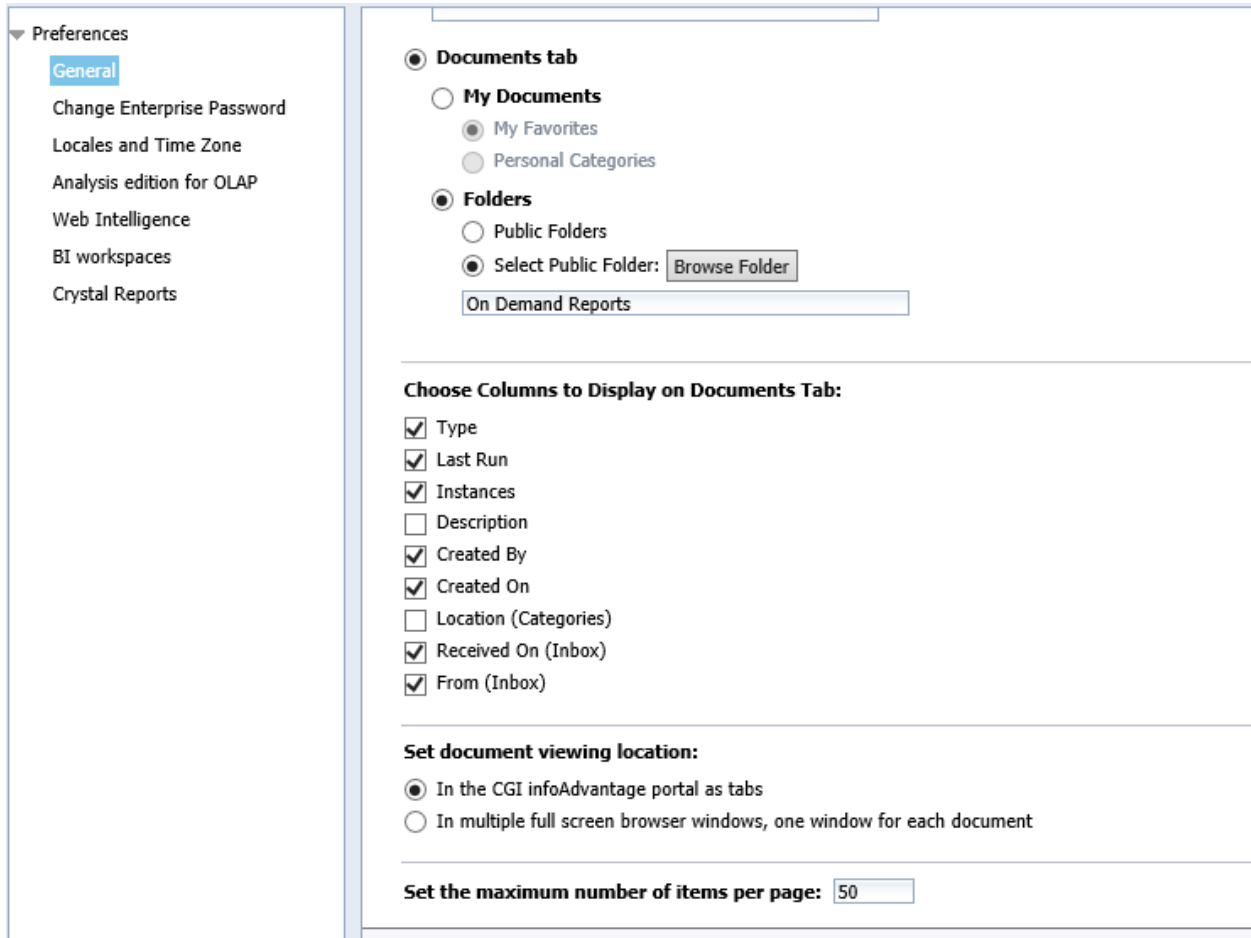 Preferences
General
Change Enterprise Password
Locales and Time Zone
Analysis edition for OLAP
Web Intelligence
BI workspaces
Crystal Reports
Documents tab
My Documents
My Favorites
Personal Categories
Folders
Public Folders
Select Public Folder: Browse Folder
On Demand Reports
Choose Columns to Display on Documents Tab:
Type
Last Run
Instances
Description
Created By
Created On
Location (Categories)
Received On (Inbox)
From (Inbox)
Set document viewing location:
In the CGI infoAdvantage portal as tabs
In multiple full screen browser windows, one window for each document
Set the maximum number of items per page: 50